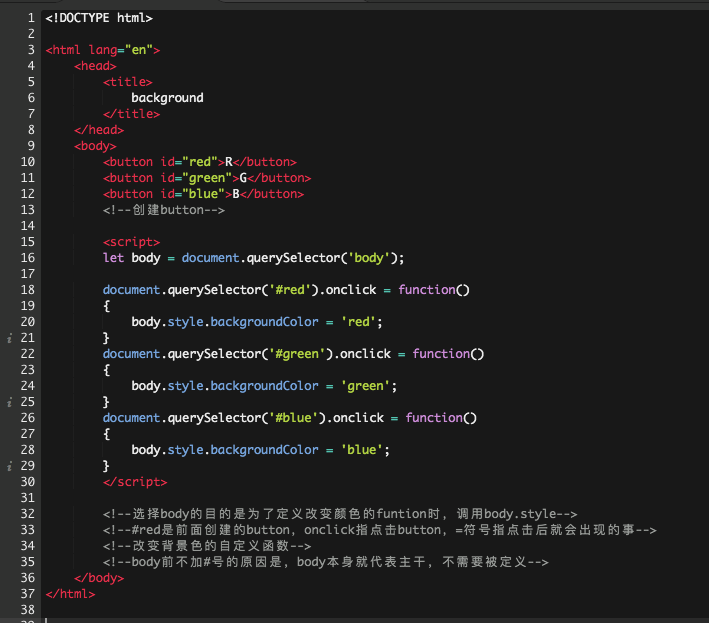 1 <!DOCTYPE html>
2
3 <html lang="en">
4 <head>
5 <title>
6 background
7 </title>
8 </head>
9 <body>
10 <button id="red">R</button>
11 <button id="green">G</button>
12 <button id="blue">B</button>
13 <!--创建button-->
14
15 <script>
16 let body = document.querySelector('body');
17
18 document.querySelector('#red').onclick = function()
19 {
20 body.style.backgroundColor = 'red';
i 21 }
22 document.querySelector('#green').onclick = function()
23 {
24 body.style.backgroundColor = 'green';
i 25 }
26 document.querySelector('#blue').onclick = function()
27 {
28 body.style.backgroundColor = 'blue';
i 29 }
30 </script>
31
32 <!--选择body的目的是为了定义改变颜色的funtion时，调用body.style-->
33 <!--#red是前面创建的button，onclick指点击button，=符号指点击后就会出现的事-->
34 <!--改变背景色的自定义函数-->
35 <!--body前不加#号的原因是，body本身就代表主干，不需要被定义-->
36 </body>
37 </html>
38